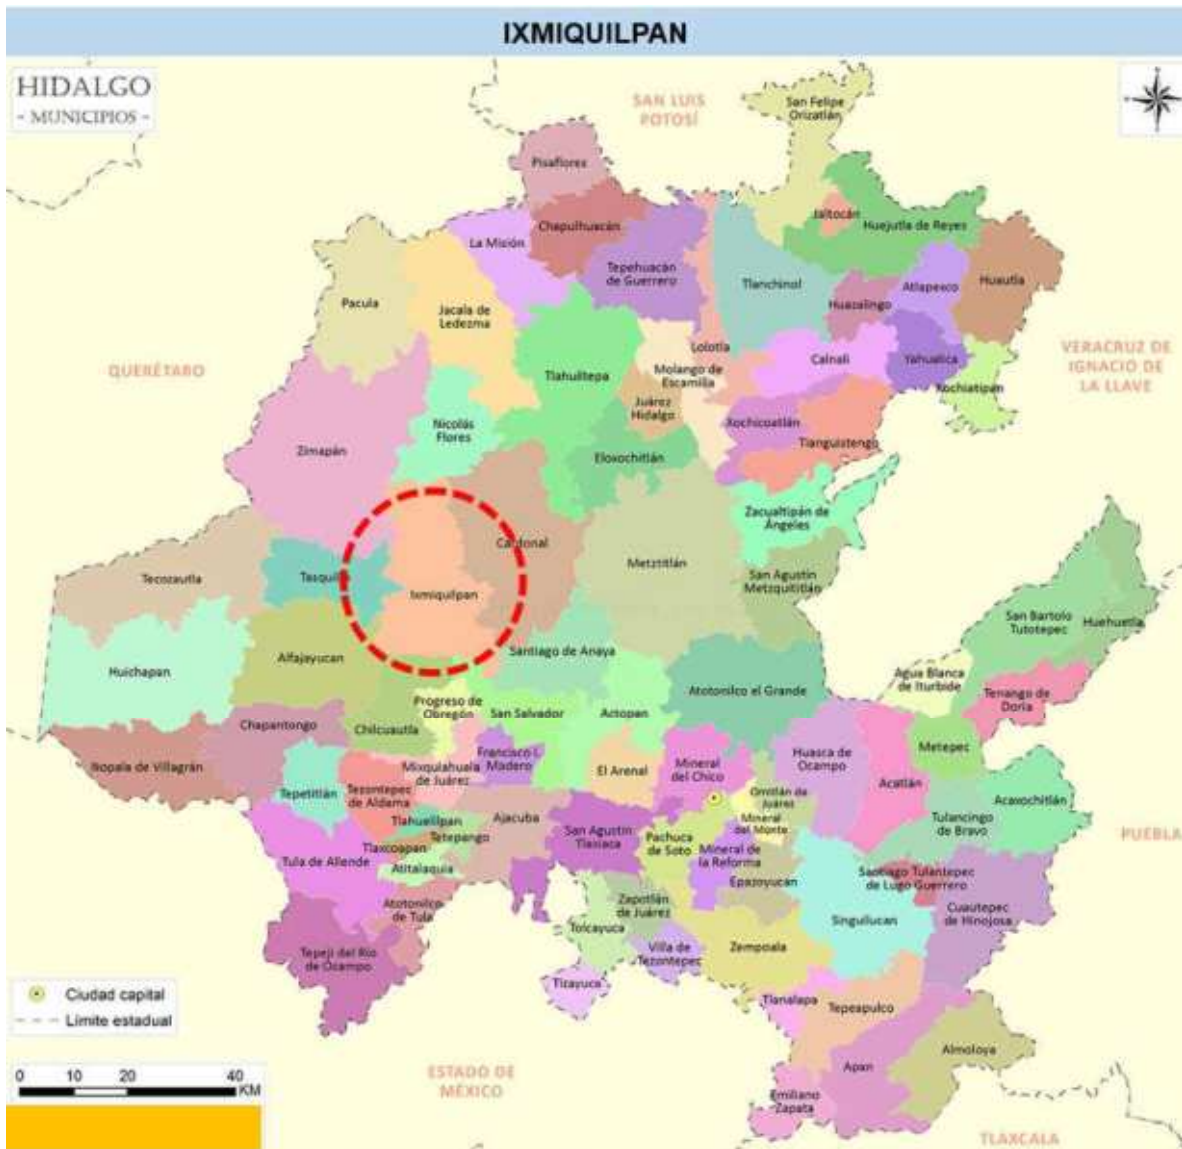 IXMIQUILPAN
HIDALGO
- MUNICIPIOS -
SAN LUIS
POTOSÍ
San Felipe
Orizatlán
Pisaflores
Chapulhuacán
La Misión
Jaltocán
Huejutla de Reyes
Tepehuacán
de Guerrero
Tlanchinol
Atlapexco
Huautla
Pacula
Huazalingo
Jacala de
Ledezma
Lolotla
Calnali
Yahualica
VERACRUZ DE
IGNACIO DE
LA LLAVE
QUERÉTARO
Tlahuiltepa
Molango de
Escamilla
Xochiatipan
Juárez
Hidalgo
Nicolás
Flores
Xochicoatlán
Tianguistengo
Zimapán
Eloxochitlán
Zacualtipán de
Ángeles
Cardonal
Metztitlán
Tecozautla
Tasquillo
San Agustín
Metzquititlán
Ixmiquilpan
San Bartolo
Tutotepec
Huehuetla
Santiago de Anaya
Alfajayucan
Huichapan
Agua Blanca
de Iturbide
Atotonilco el Grande
Tenango de
Doria
Progreso de
Obregón
San Salvador
Actopan
Chapantongo
Chilcuautla
Metepec
Nopala de Villagrán
Mixquiahuala
de Juárez
Francisco I.
Madero
El Arenal
Mineral
del Chico
Huasca de
Ocampo
Acatlán
Tepetitlán
Tezontepec
de Aldama
Omitlán de
Juárez
Acaxochitlán
Tlahuelilpan
Ajacuba
Mineral
del Monte
Tulancingo
de Bravo
Tetepango
San Agustín
Tlaxiaca
Pachuca
de Soto
PUEBLA
Tlaxcoapan
Tula de Allende
Atitalaquia
Mineral de
la Reforma
Epazoyucan
Santiago Tulantepec
de Lugo Guerrero
Atotonilco
de Tula
Zapotlán
de Juárez
Singuilucan
Cuautepec
de Hinojosa
Tolcayuca
Tepeji del Río
de Ocampo
Villa de
Tezontepec
Zempoala
Tizayuca
Ciudad capital
Límite estadual
Tlanalapa
Tepeapulco
Almoloya
Apan
ESTADO DE
MÉXICO
0 10 20 40
KM
Emiliano
Zapata
TLAXCALA